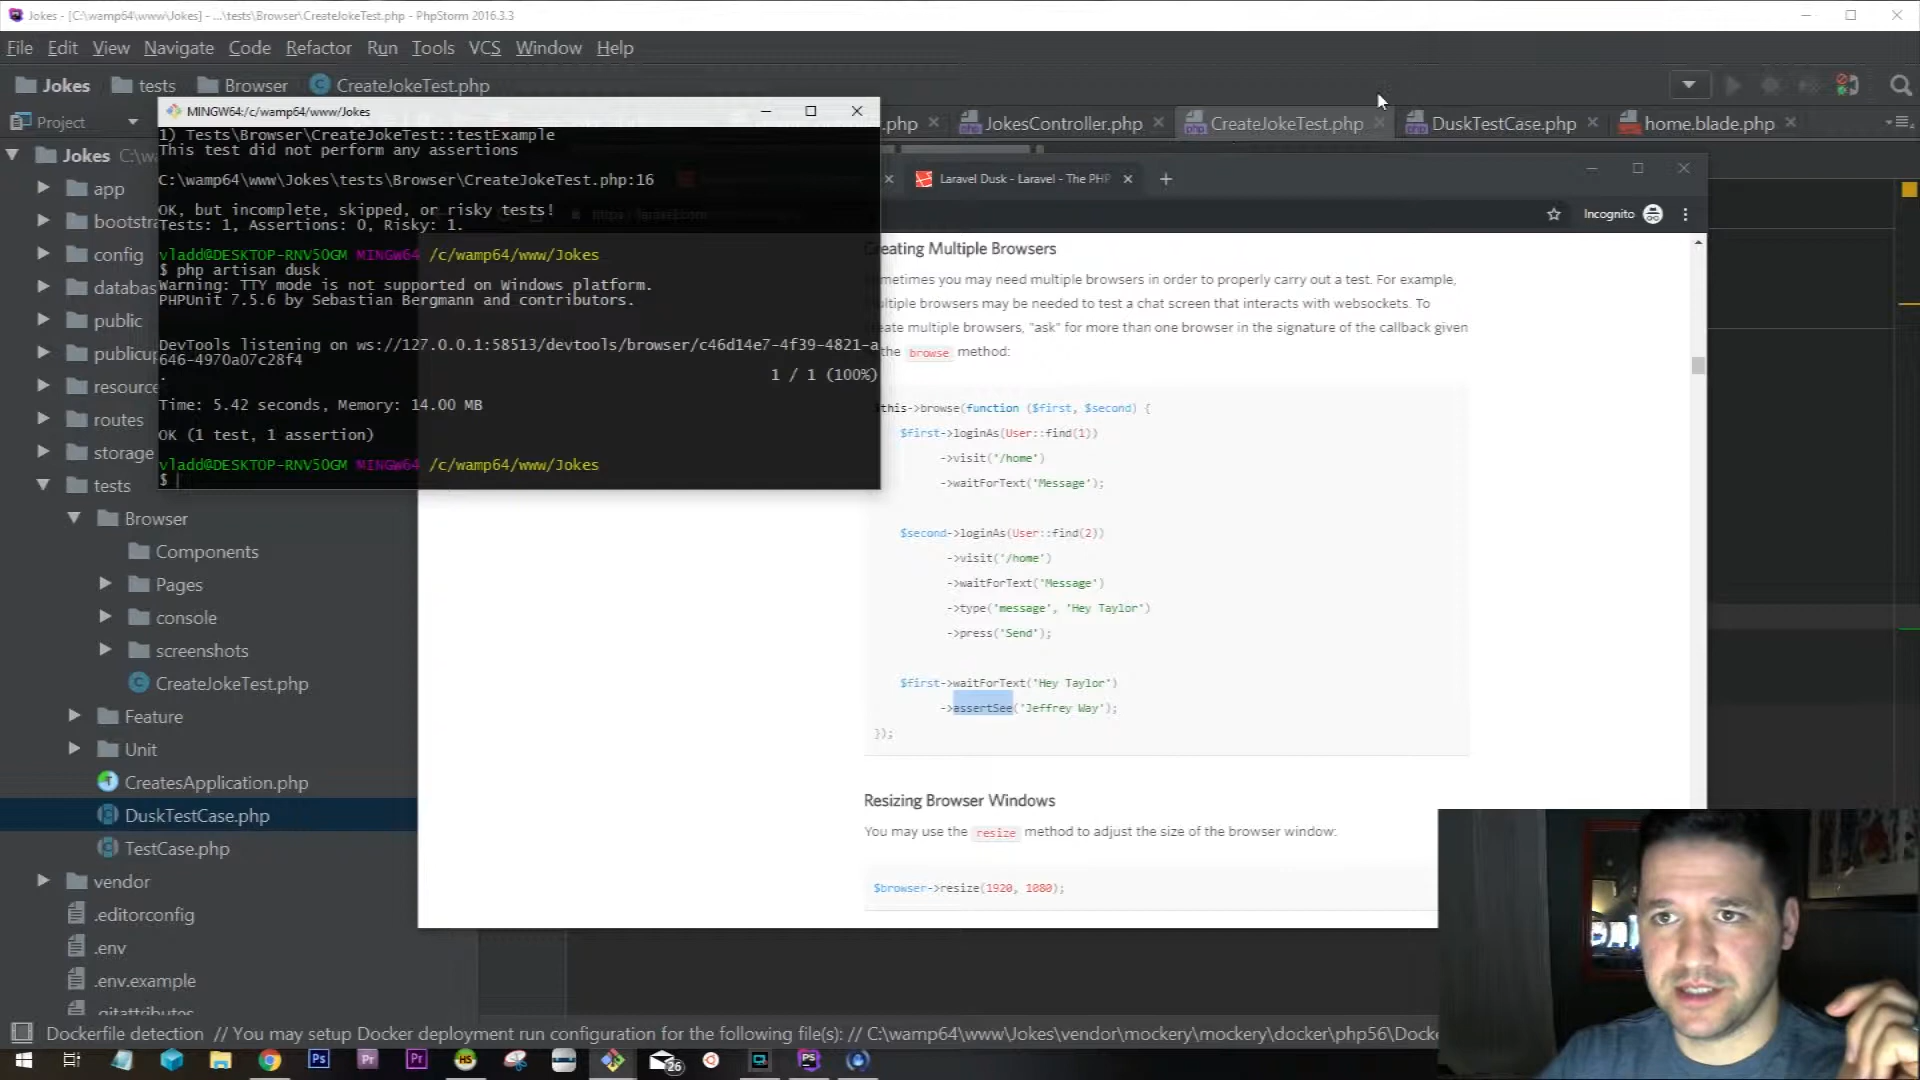 Jokes - [C:\wamp64\www\Jokes] - ...\tests\Browser\CreateJokeTest.php - PhpStorm 2016.3.3
File Edit View Navigate Code Refactor Run Tools VCS Window Help
Jokes tests Browser CreateJokeTest.php
Project
.php JokesController.php CreateJokeTest.php DuskTestCase.php home.blade.php
Jokes C:\wa
app
bootstra
config
databas
public
publicup
resource
routes
storage
tests
Browser
Components
Pages
console
screenshots
CreateJokeTest.php
Feature
Unit
CreatesApplication.php
DuskTestCase.php
TestCase.php
vendor
.editorconfig
.env
.env.example
.gitattributes
MINGW64:/c/wamp64/www/Jokes
1) Tests\Browser\CreateJokeTest::testExample
This test did not perform any assertions
C:\wamp64\www\Jokes\tests\Browser\CreateJokeTest.php:16
OK, but incomplete, skipped, or risky tests!
Tests: 1, Assertions: 0, Risky: 1.
vladd@DESKTOP-RNV50GM MINGW64 /c/wamp64/www/Jokes
$ php artisan dusk
Warning: TTY mode is not supported on Windows platform.
PHPUnit 7.5.6 by Sebastian Bergmann and contributors.
DevTools listening on ws://127.0.0.1:58513/devtools/browser/c46d14e7-4f39-4821-a
646-4970a07c28f4
.
1 / 1 (100%)
Time: 5.42 seconds, Memory: 14.00 MB
OK (1 test, 1 assertion)
vladd@DESKTOP-RNV50GM MINGW64 /c/wamp64/www/Jokes
$
Laravel Dusk - Laravel - The PHP
Incognito
Creating Multiple Browsers
metimes you may need multiple browsers in order to properly carry out a test. For example,
ultiple browsers may be needed to test a chat screen that interacts with websockets. To
eate multiple browsers, "ask" for more than one browser in the signature of the callback given
the browse method:
this->browse(function ($first, $second) {
$first->loginAs(User::find(1))
->visit('/home')
->waitForText('Message');
$second->loginAs(User::find(2))
->visit('/home')
->waitForText('Message')
->type('message', 'Hey Taylor')
->press('Send');
$first->waitForText('Hey Taylor')
->assertSee('Jeffrey Way');
});
Resizing Browser Windows
You may use the resize method to adjust the size of the browser window:
$browser->resize(1920, 1080);
Dockerfile detection // You may setup Docker deployment run configuration for the following file(s): // C:\wamp64\www\Jokes\vendor\mockery\mockery\docker\php56\Docke
Ps Pr Pr HS 26 PS